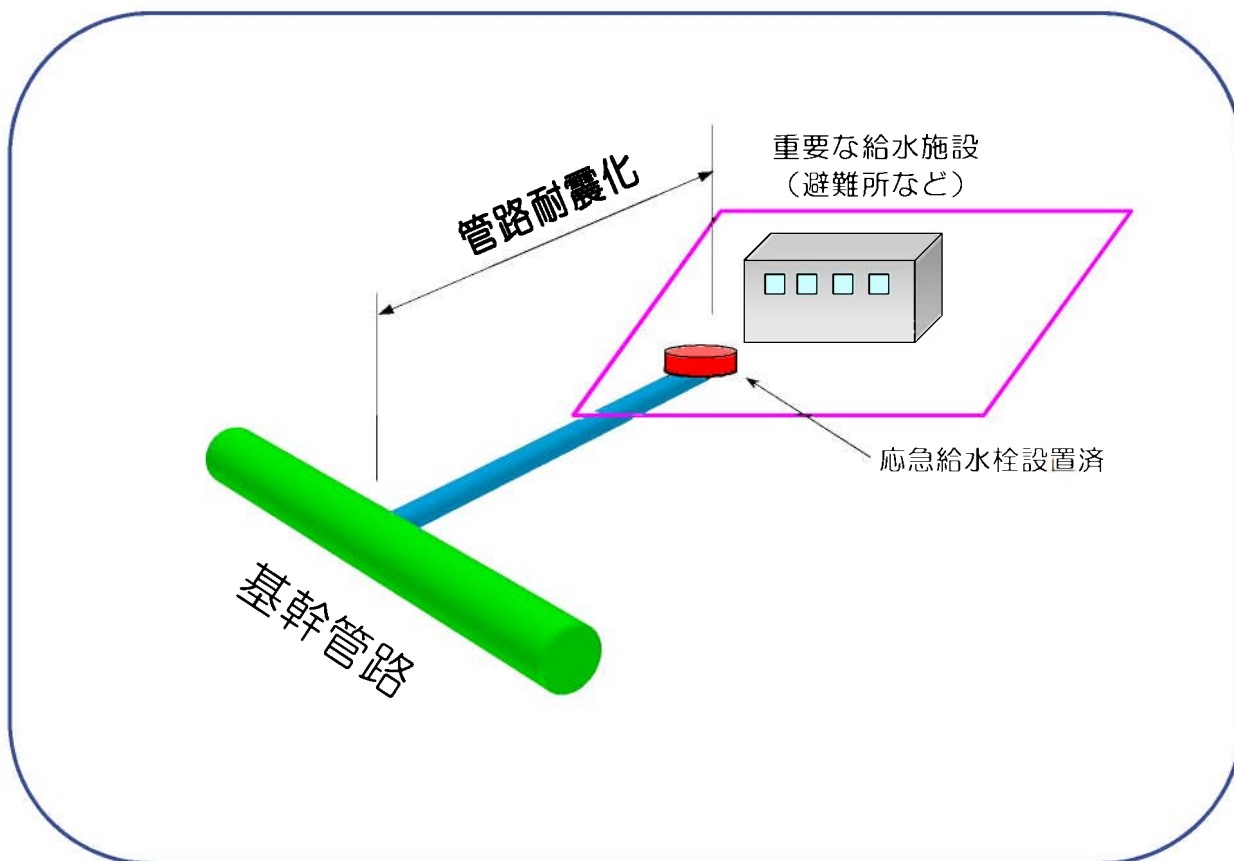 重要な給水施設
（避難所など）
管路耐震化
応急給水栓設置済
基幹管路